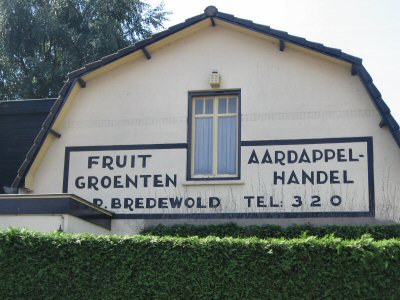 FRUIT
GROENTEN
R. BREDEWOLD
AARDAPPEL-
HANDEL
TEL: 320